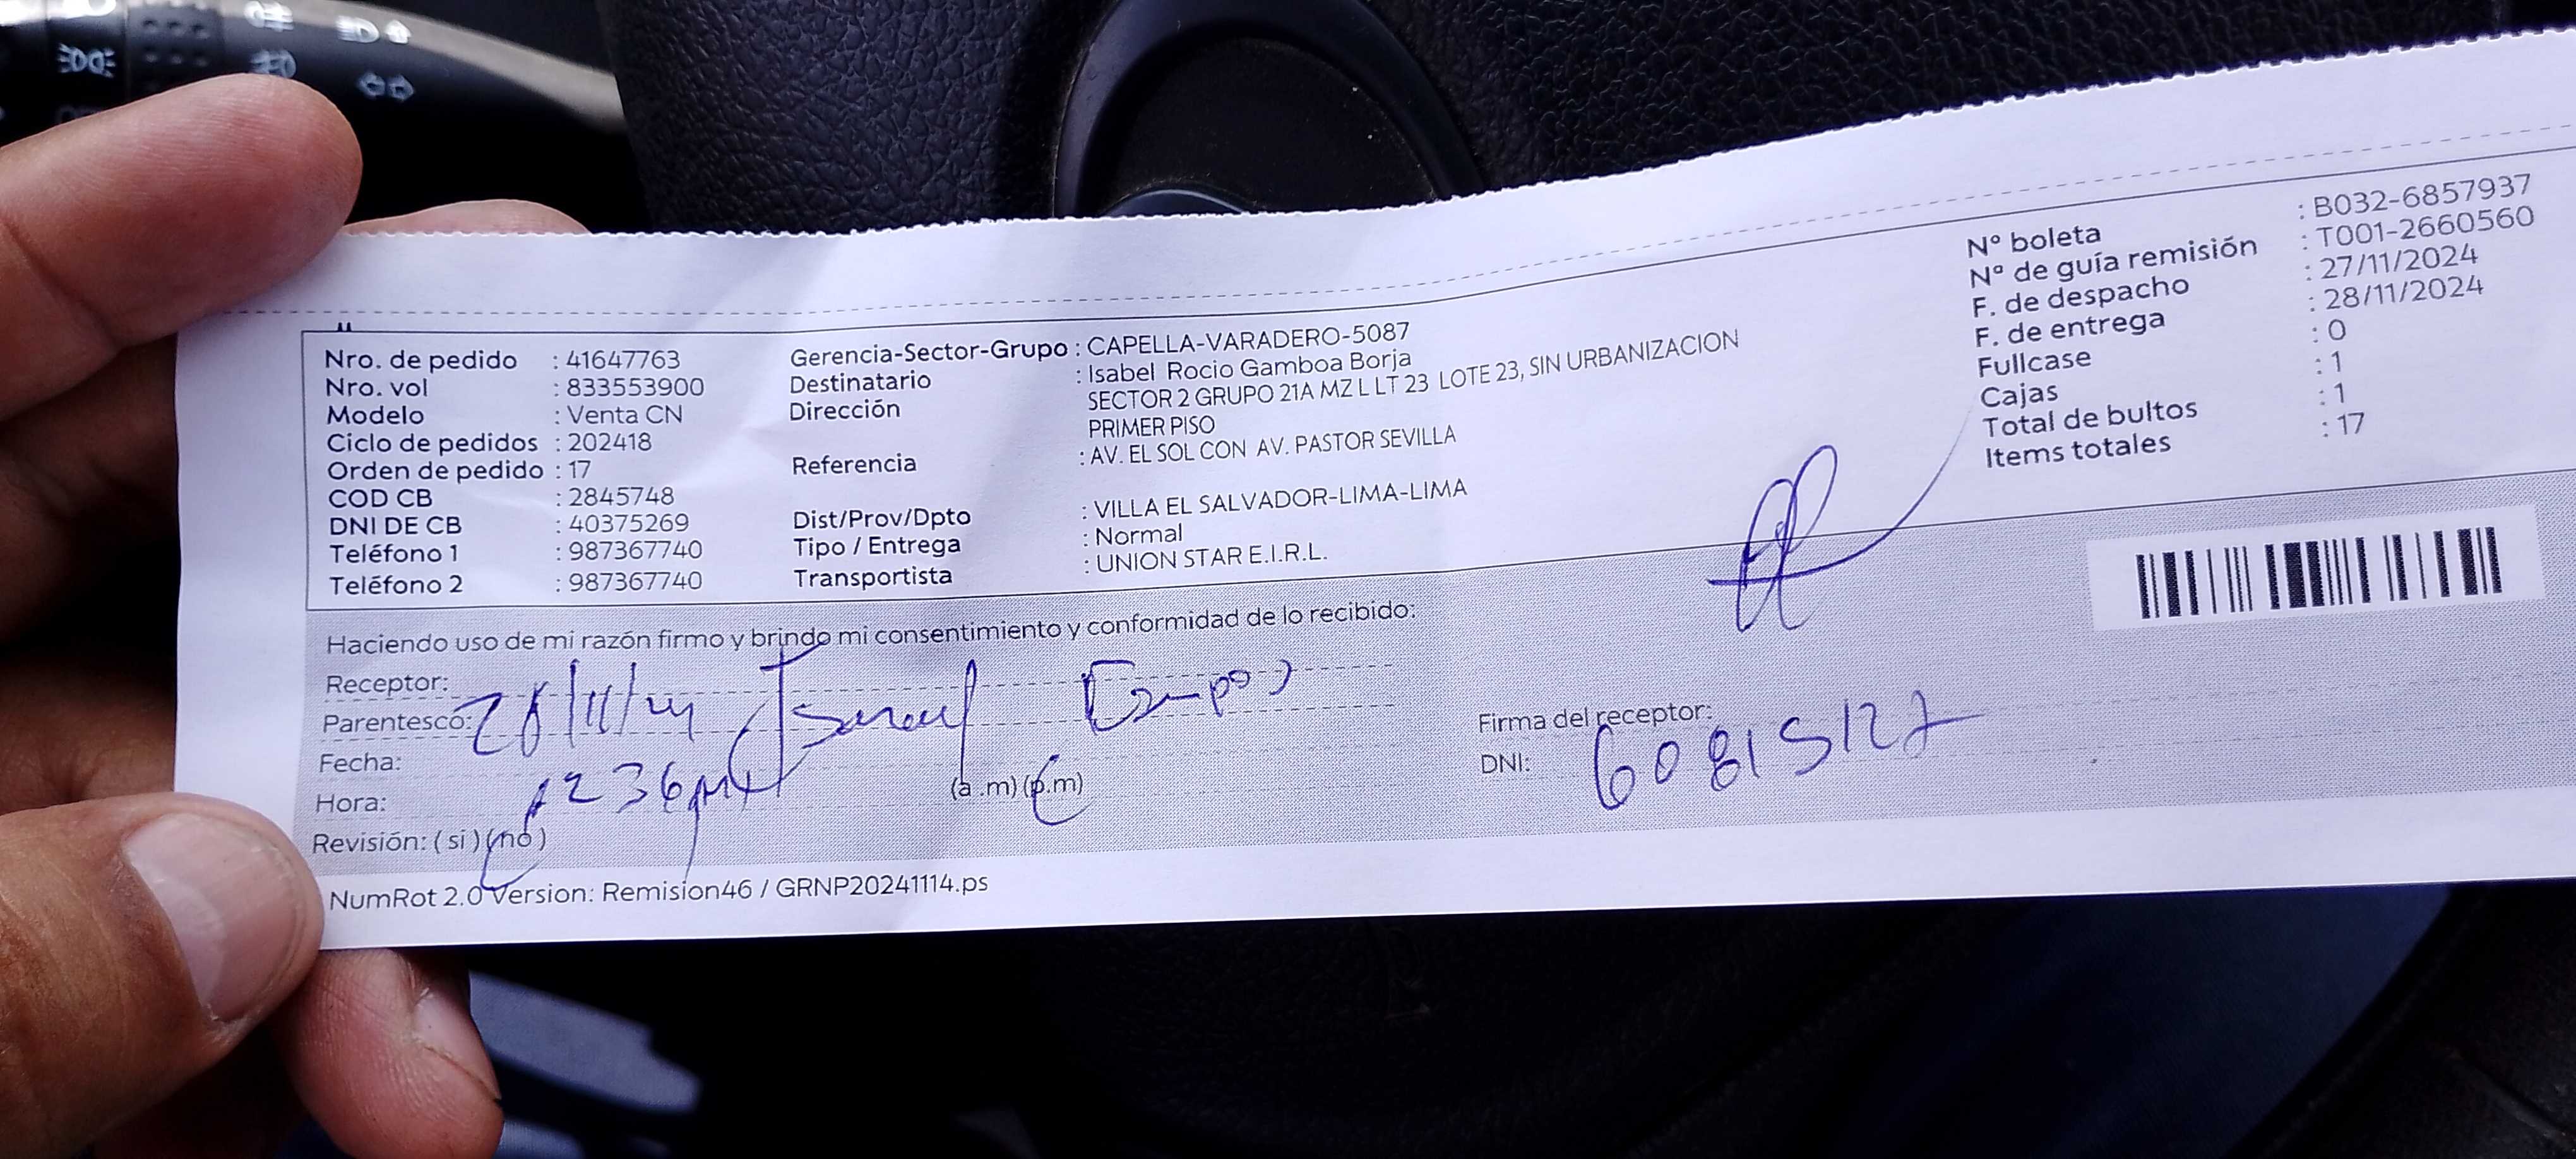 Nro. de pedido : 41647763
Nro. vol : 833553900
Modelo : Venta CN
Ciclo de pedidos : 202418
Orden de pedido : 17
COD CB : 2845748
DNI DE CB : 40375269
Teléfono 1 : 987367740
Teléfono 2 : 987367740
Gerencia-Sector-Grupo : CAPELLA-VARADERO-5087
Destinatario : Isabel Rocio Gamboa Borja
Dirección SECTOR 2 GRUPO 21A MZ L LT 23 LOTE 23, SIN URBANIZACION
PRIMER PISO
Referencia : AV. EL SOL CON AV. PASTOR SEVILLA
Dist/Prov/Dpto : VILLA EL SALVADOR-LIMA-LIMA
Tipo / Entrega : Normal
Transportista : UNION STAR E.I.R.L.
Nº boleta : B032-6857937
Nº de guía remisión : T001-2660560
F. de despacho : 27/11/2024
F. de entrega : 28/11/2024
Fullcase : 0
Cajas : 1
Total de bultos : 1
Items totales : 17
Haciendo uso de mi razón firmo y brindo mi consentimiento y conformidad de lo recibido:
Receptor:
Parentesco: 28/11/24 Campos
Fecha:
Hora: 1236pm (a.m) (p.m)
Revisión: ( si ) ( no )
Firma del receptor:
DNI: 60815127
NumRot 2.0 Version: Remision46 / GRNP20241114.ps